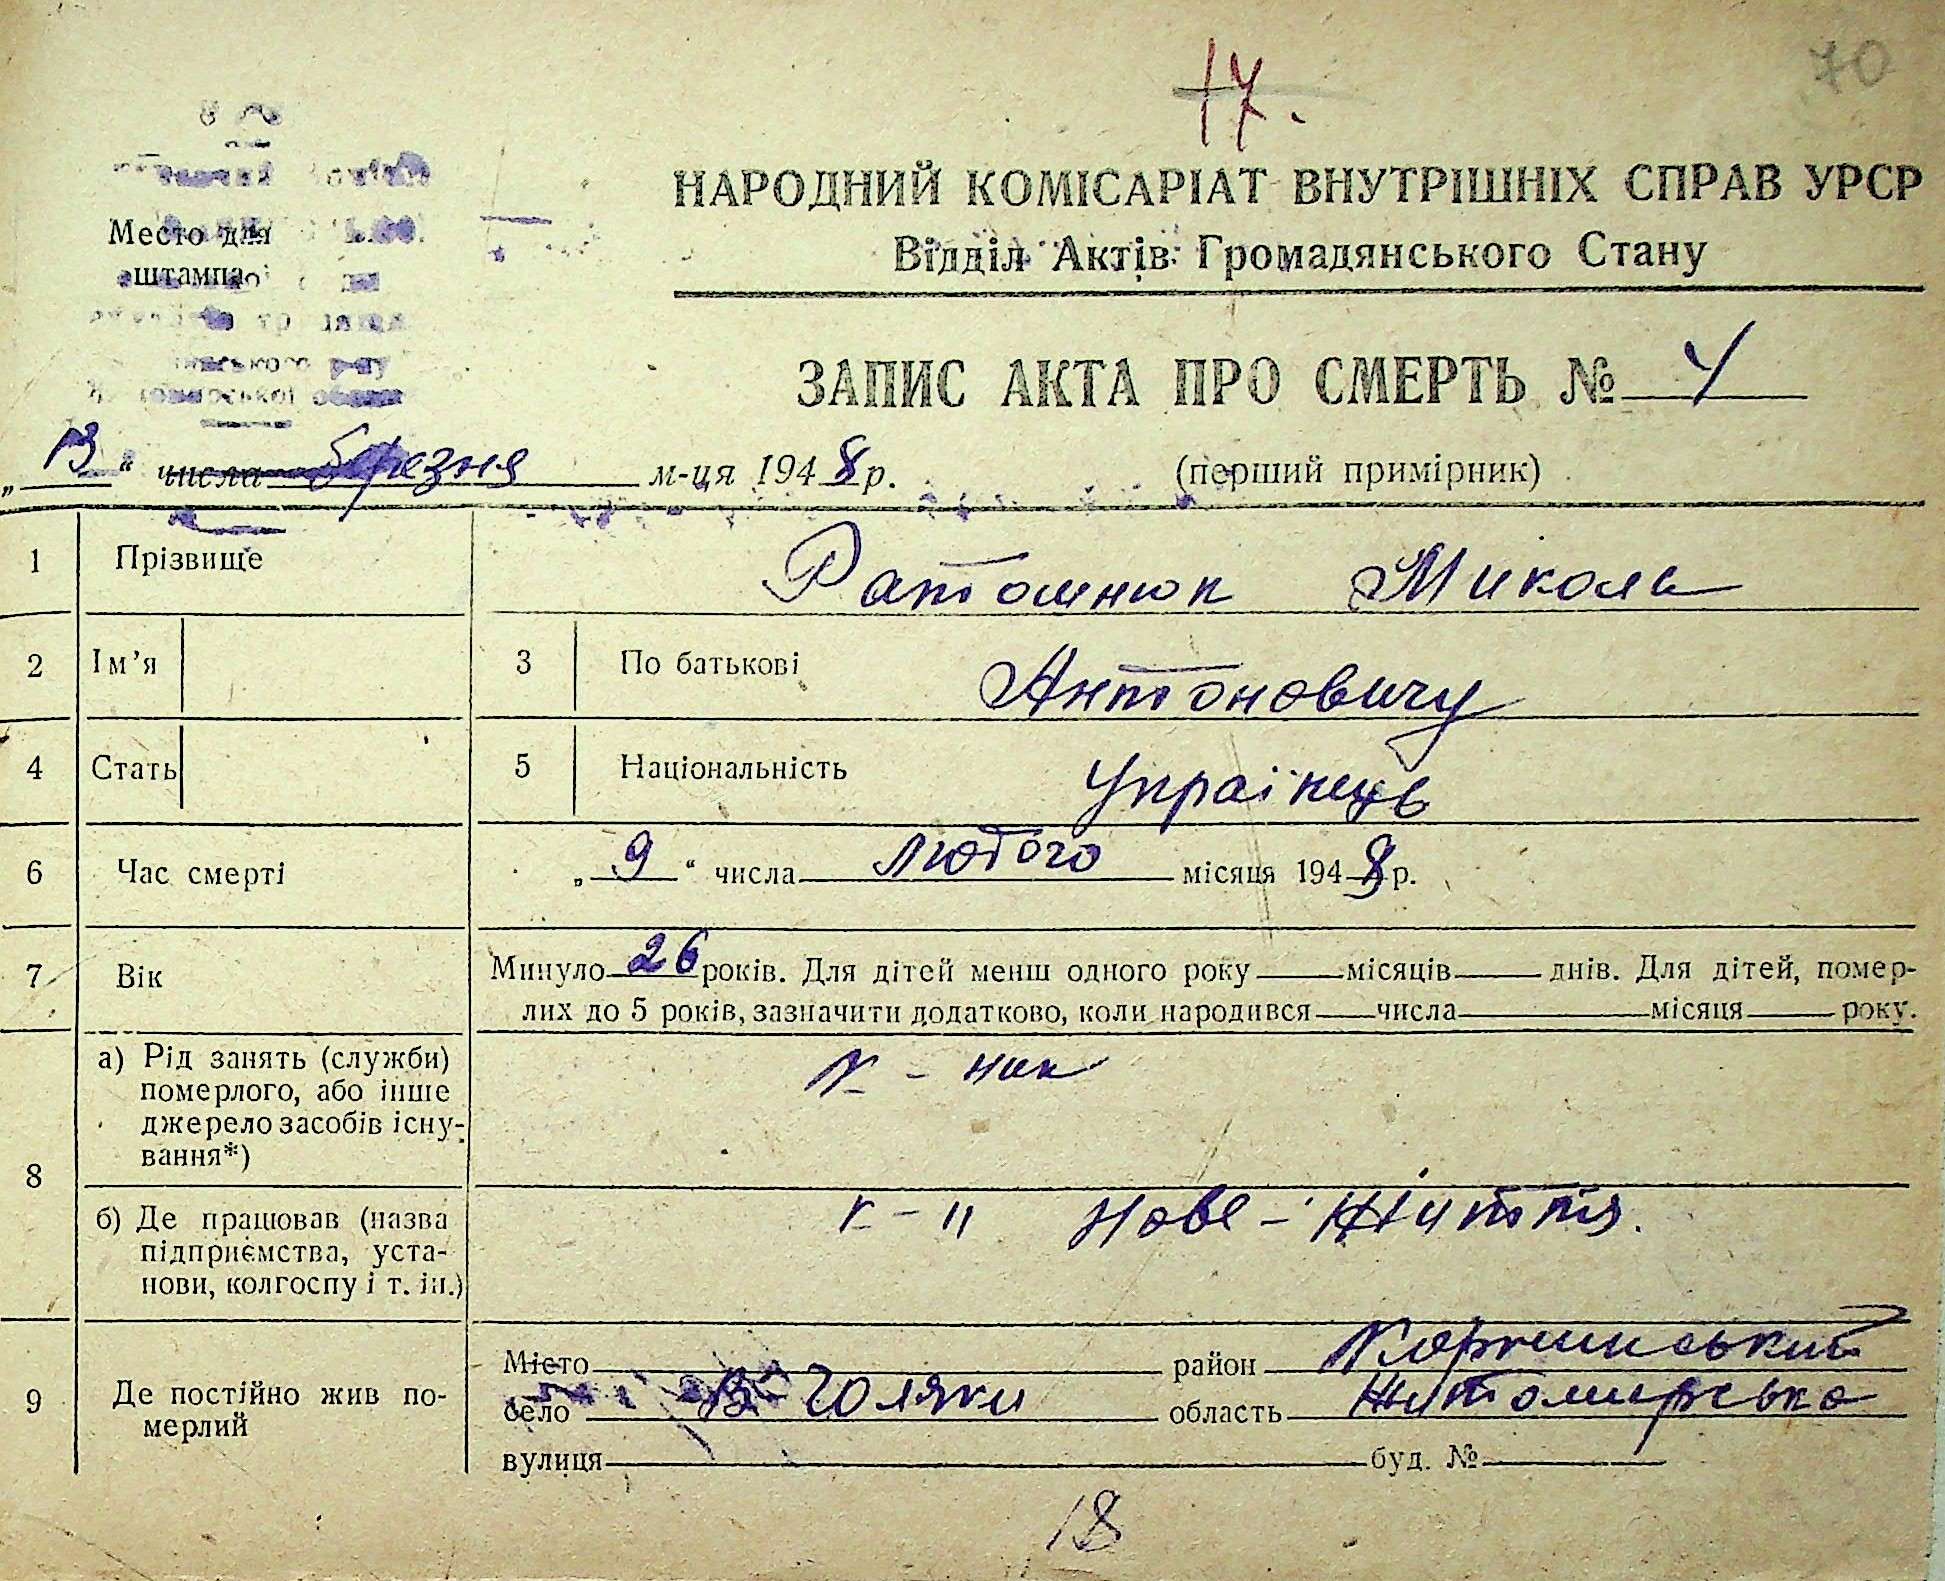 17.
70
НАРОДНИЙ КОМІСАРІАТ ВНУТРІШНІХ СПРАВ УРСР
Відділ Актів Громадянського Стану
Место для
штампа
ЗАПИС АКТА ПРО СМЕРТЬ № 4
„13“ числа березня м-ця 1948 р. (перший примірник)
1 Прізвище Ратошнюк Микола
2 Ім’я 3 По батькові Антоновичу
4 Стать 5 Національність Українець
6 Час смерті „9“ числа лютого місяця 1948 р.
7 Вік Минуло 26 років. Для дітей менш одного року — місяців — днів. Для дітей, помер-
лих до 5 років, зазначити додатково, коли народився — числа — місяця — року.
8 а) Рід занять (служби)
померлого, або інше
джерело засобів існу-
вання*)
к-ник
б) Де працював (назва
підприємства, уста-
нови, колгоспу і т. ін.)
к-п Нове-Життя.
9 Де постійно жив по-
мерлий
Місто район
село В-Голяки область Житомирська
вулиця буд. №
18